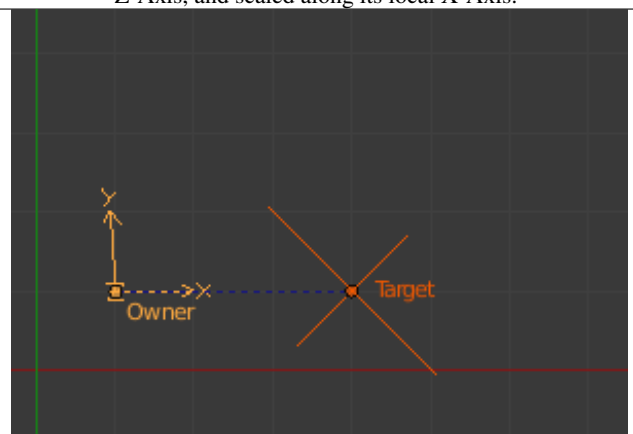 Z-Axis, and scaled along its local X-Axis.
Y
X
Target
Owner